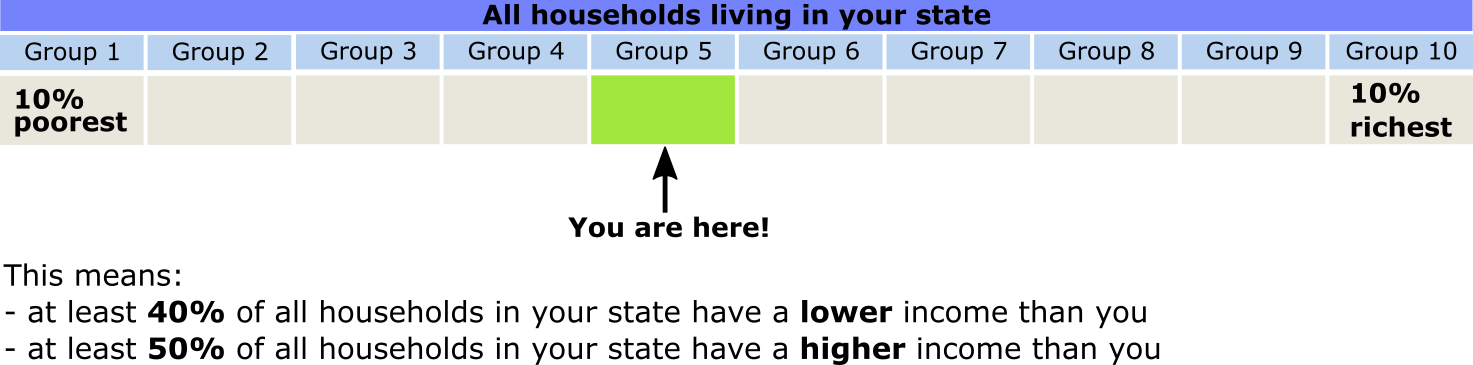 All households living in your state
Group 1 Group 2 Group 3 Group 4 Group 5 Group 6 Group 7 Group 8 Group 9 Group 10
10% 10%
poorest richest
You are here!
This means:
- at least 40% of all households in your state have a lower income than you
- at least 50% of all households in your state have a higher income than you